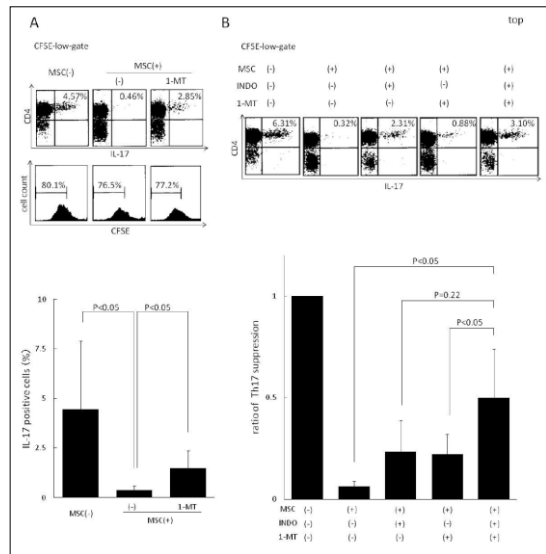 A
CFSE-low-gate
MSC(-)
MSC(+)
(-)
1-MT
4.57%
0.46%
2.85%
CD4
IL-17
cell count
80.1%
76.5%
77.2%
CFSE
IL-17 positive cells (%)
10
7.5
5
2.5
0
P<0.05
P<0.05
MSC(-)
(-)
1-MT
MSC(+)
B
top
CFSE-low-gate
MSC (-) (+) (+) (+) (+)
INDO (-) (-) (+) (-) (+)
1-MT (-) (-) (-) (+) (+)
6.31%
0.32%
2.31%
0.88%
3.10%
CD4
IL-17
ratio of Th17 suppression
1
0.5
0
P<0.05
P=0.22
P<0.05
MSC (-) (+) (+) (+) (+)
INDO (-) (-) (+) (-) (+)
1-MT (-) (-) (-) (+) (+)